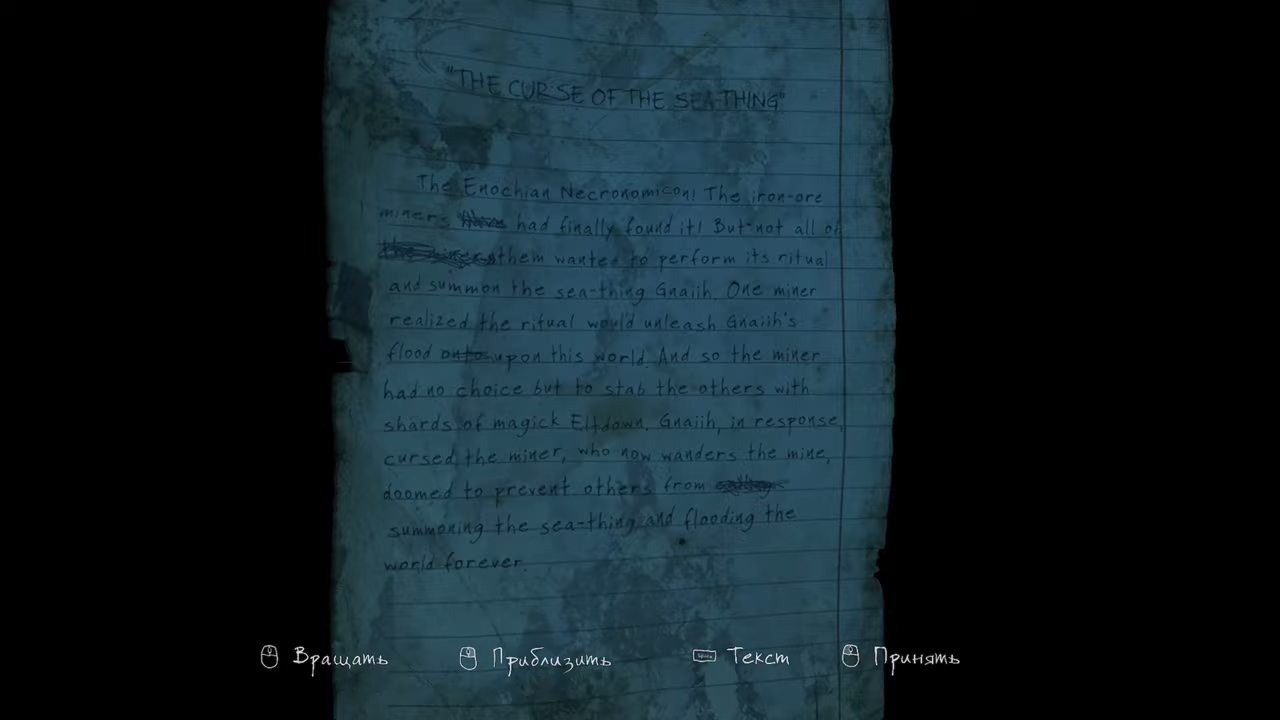 "THE CURSE OF THE SEA-THING"
The Enochian Necronomicon! The iron-ore
miners had finally found it! But not all of
them wanted to perform its ritual
and summon the sea-thing Gnaiih. One miner
realized the ritual would unleash Gnaiih's
flood onto upon this world. And so the miner
had no choice but to stab the others with
shards of magick Eltdown. Gnaiih, in response,
cursed the miner, who now wanders the mine,
doomed to prevent others from
summoning the sea-thing and flooding the
world forever.
Вращать Приблизить Текст Принять